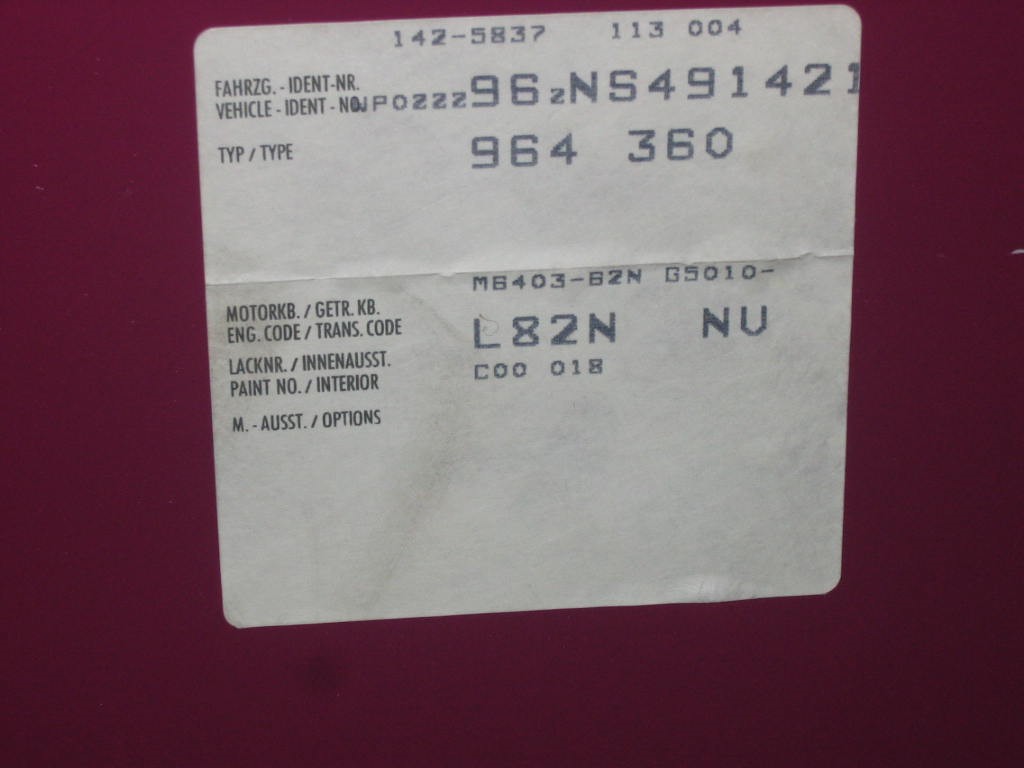 142-5837 113 004
FAHRZG. - IDENT-NR.
VEHICLE - IDENT - NO. WP0ZZZ96ZNS491421
TYP / TYPE 964 360
M6403-62N G5010-
MOTORKB. / GETR. KB.
ENG. CODE / TRANS. CODE L82N NU
LACKNR. / INNENAUSST. C00 018
PAINT NO. / INTERIOR
M. - AUSST. / OPTIONS